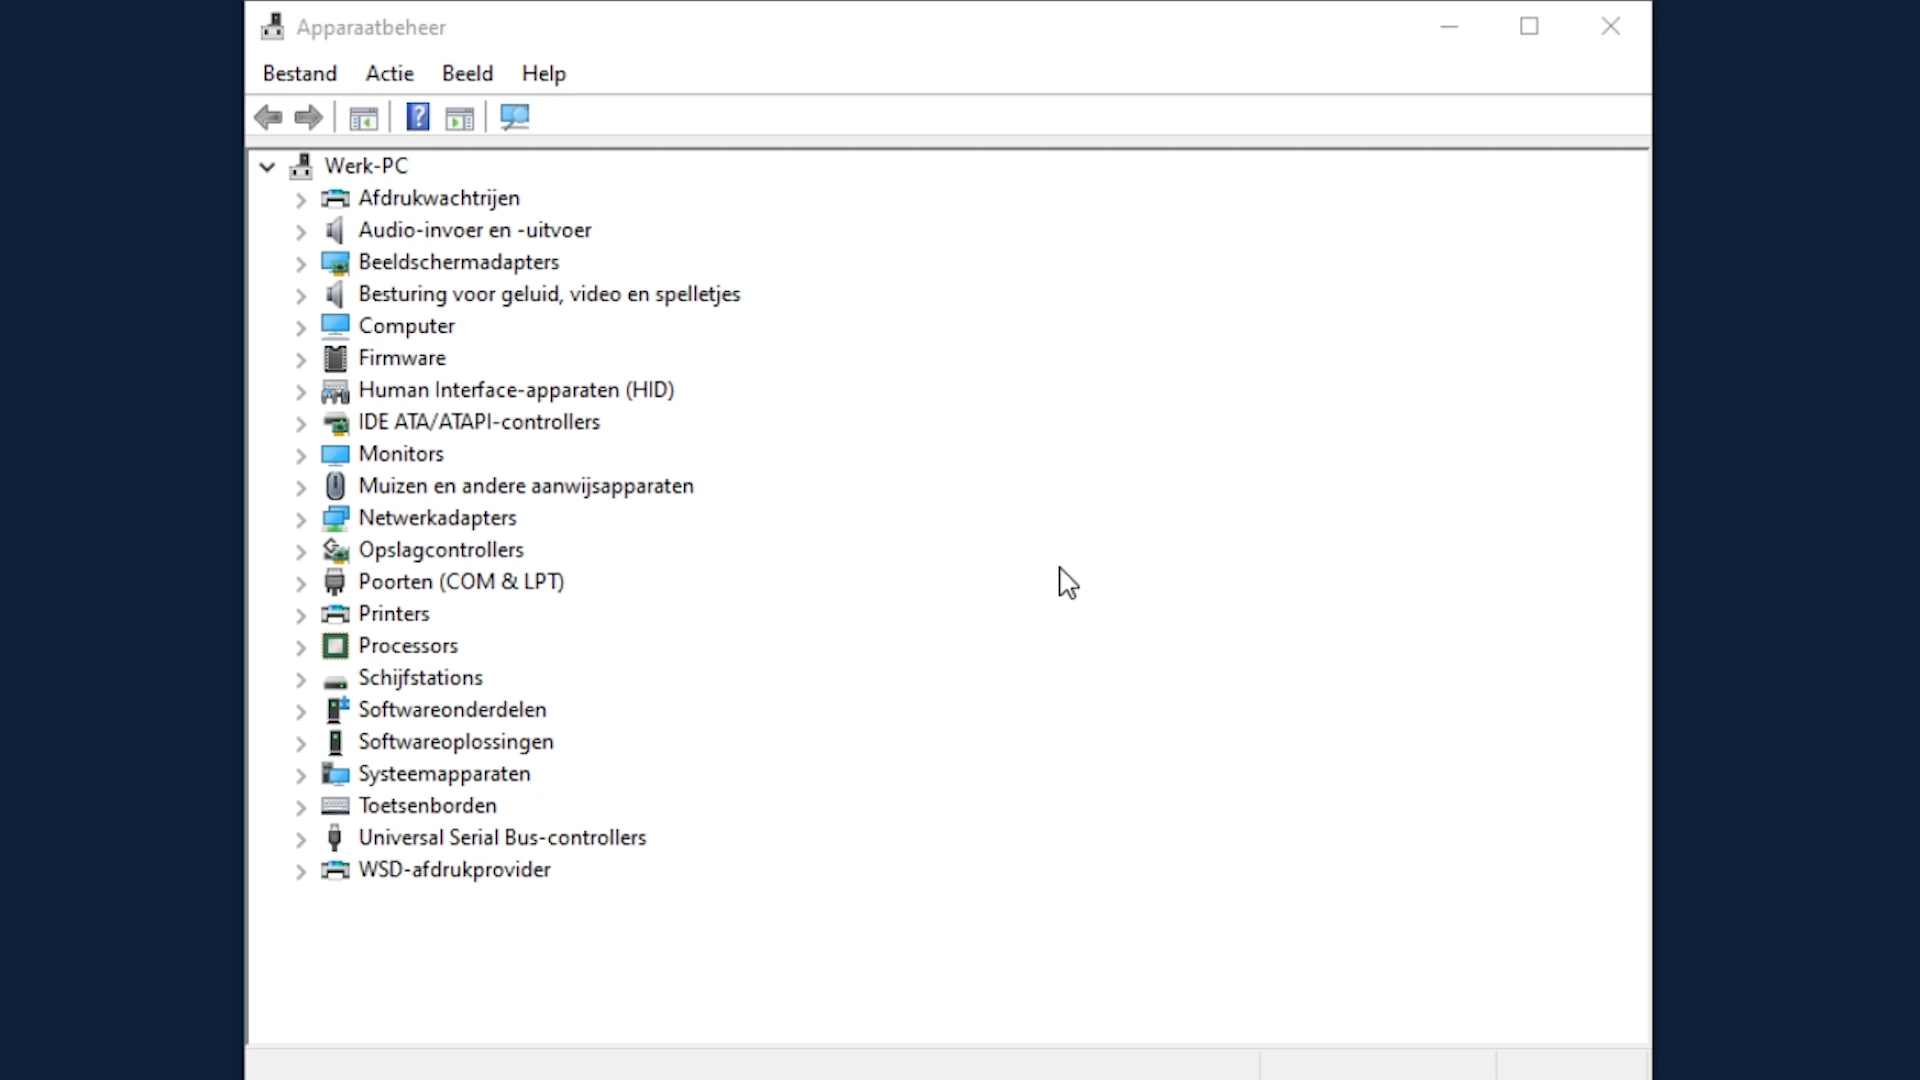 Apparaatbeheer
Bestand Actie Beeld Help
?
Werk-PC
Afdrukwachtrijen
Audio-invoer en -uitvoer
Beeldschermadapters
Besturing voor geluid, video en spelletjes
Computer
Firmware
Human Interface-apparaten (HID)
IDE ATA/ATAPI-controllers
Monitors
Muizen en andere aanwijsapparaten
Netwerkadapters
Opslagcontrollers
Poorten (COM & LPT)
Printers
Processors
Schijfstations
Softwareonderdelen
Softwareoplossingen
Systeemapparaten
Toetsenborden
Universal Serial Bus-controllers
WSD-afdrukprovider